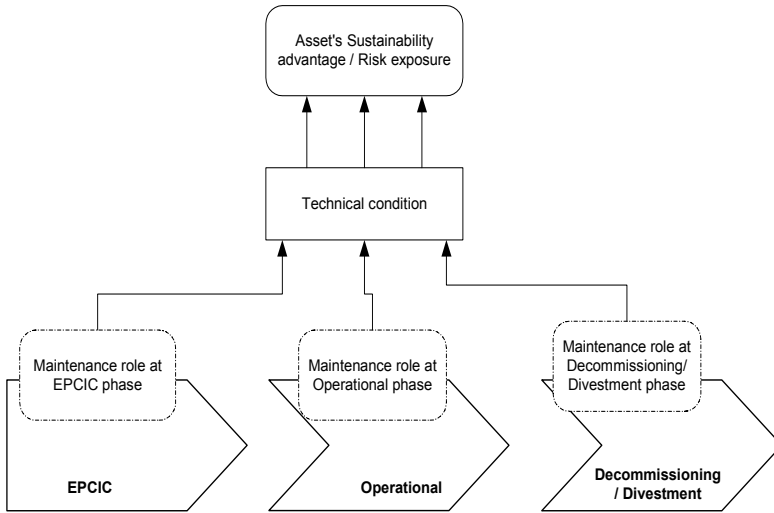 Asset's Sustainability
advantage / Risk exposure
Technical condition
Maintenance role at
EPCIC phase
Maintenance role at
Operational phase
Maintenance role at
Decommissioning/
Divestment phase
EPCIC
Operational
Decommissioning
/ Divestment